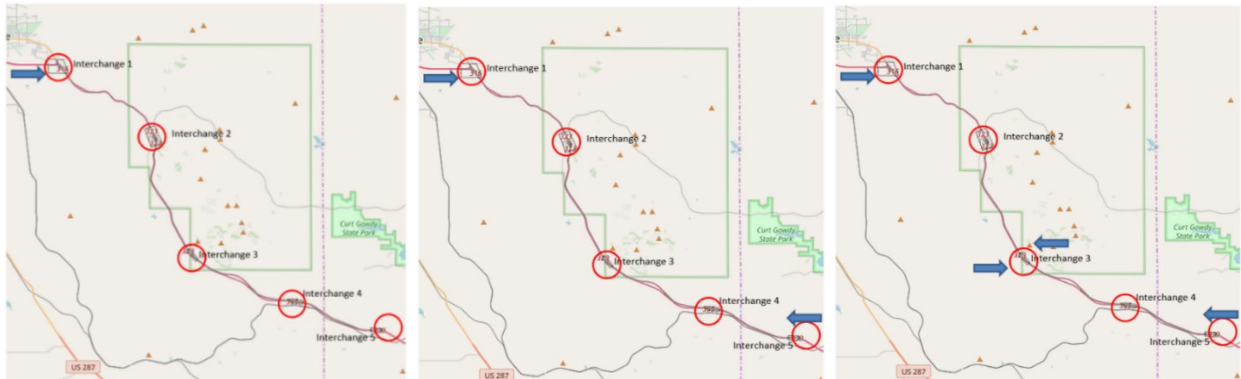 Interchange 1
Interchange 2
Curt Gowdy
State Park
Interchange 3
Interchange 4
Interchange 5
US 287
Interchange 1
Interchange 2
Curt Gowdy
State Park
Interchange 3
Interchange 4
Interchange 5
US 287
Interchange 1
Interchange 2
Curt Gowdy
State Park
Interchange 3
Interchange 4
Interchange 5
US 287